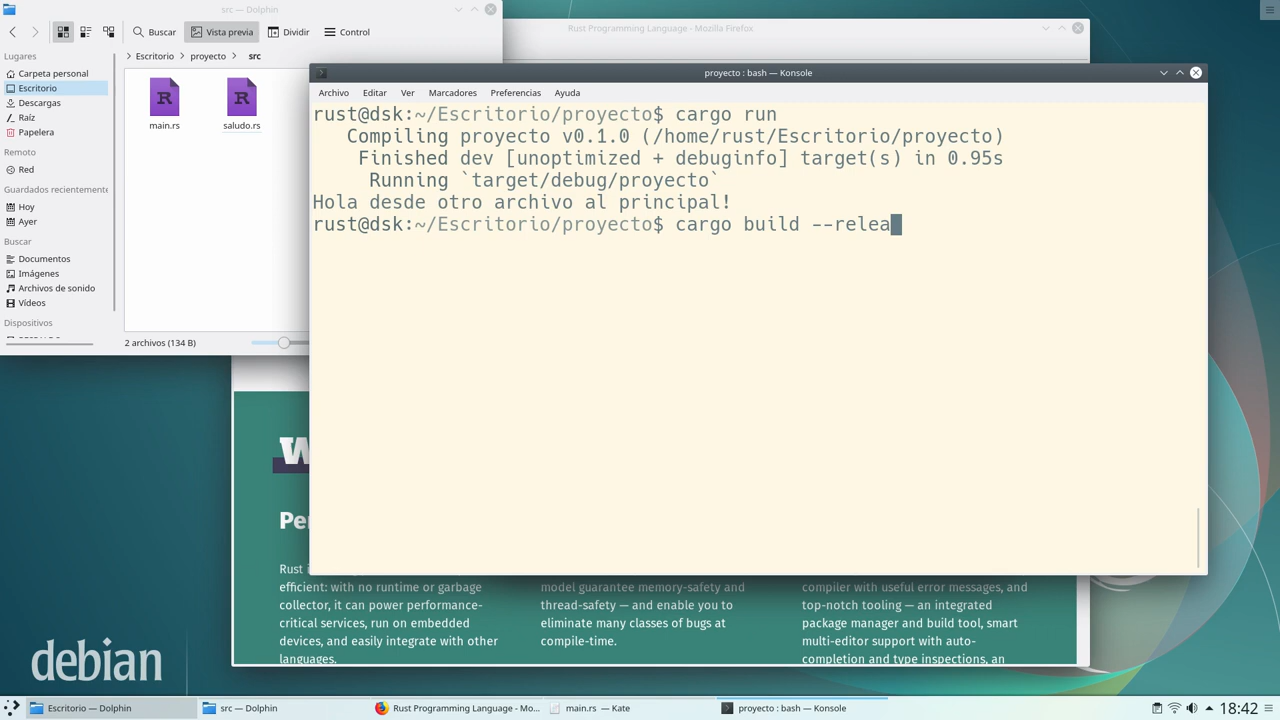 src — Dolphin
Buscar
Vista previa
Dividir
Control
Lugares
Carpeta personal
Escritorio
Descargas
Raíz
Papelera
Remoto
Red
Guardados recientemente
Hoy
Ayer
Buscar
Documentos
Imágenes
Archivos de sonido
Vídeos
Dispositivos
Escritorio > proyecto > src
main.rs
saludo.rs
2 archivos (134 B)
Rust Programming Language - Mozilla Firefox
proyecto : bash — Konsole
Archivo Editar Ver Marcadores Preferencias Ayuda
rust@dsk:~/Escritorio/proyecto$ cargo run
Compiling proyecto v0.1.0 (/home/rust/Escritorio/proyecto)
Finished dev [unoptimized + debuginfo] target(s) in 0.95s
Running `target/debug/proyecto`
Hola desde otro archivo al principal!
rust@dsk:~/Escritorio/proyecto$ cargo build --relea
W
Pe
Rust i
efficient: with no runtime or garbage
collector, it can power performance-
critical services, run on embedded
devices, and easily integrate with other
languages.
model guarantee memory-safety and
thread-safety — and enable you to
eliminate many classes of bugs at
compile-time.
compiler with useful error messages, and
top-notch tooling — an integrated
package manager and build tool, smart
multi-editor support with auto-
completion and type inspections, an
debian
Escritorio — Dolphin
src — Dolphin
Rust Programming Language - Mo...
main.rs — Kate
proyecto : bash — Konsole
18:42